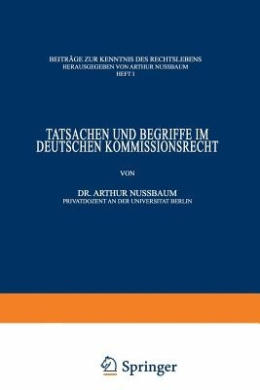 BEITRÄGE ZUR KENNTNIS DES RECHTSLEBENS
HERAUSGEGEBEN VON ARTHUR NUSSBAUM
HEFT 1
TATSACHEN UND BEGRIFFE IM
DEUTSCHEN KOMMISSIONSRECHT
VON
DR. ARTHUR NUSSBAUM
PRIVATDOZENT AN DER UNIVERSITAT BERLIN
Springer